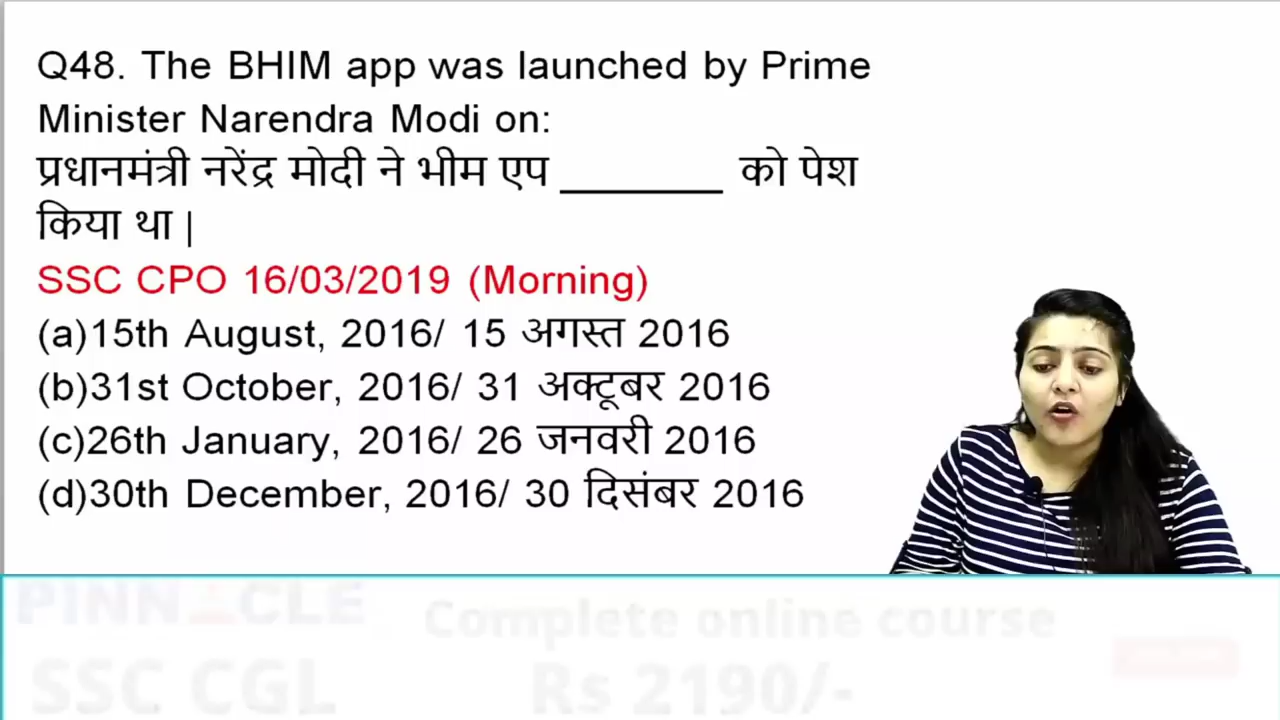 Q48. The BHIM app was launched by Prime
Minister Narendra Modi on:
प्रधानमंत्री नरेंद्र मोदी ने भीम एप ________ को पेश
किया था |
SSC CPO 16/03/2019 (Morning)
(a)15th August, 2016/ 15 अगस्त 2016
(b)31st October, 2016/ 31 अक्टूबर 2016
(c)26th January, 2016/ 26 जनवरी 2016
(d)30th December, 2016/ 30 दिसंबर 2016
PINNACLE
Complete online course
SSC CGL
Rs 2190/-